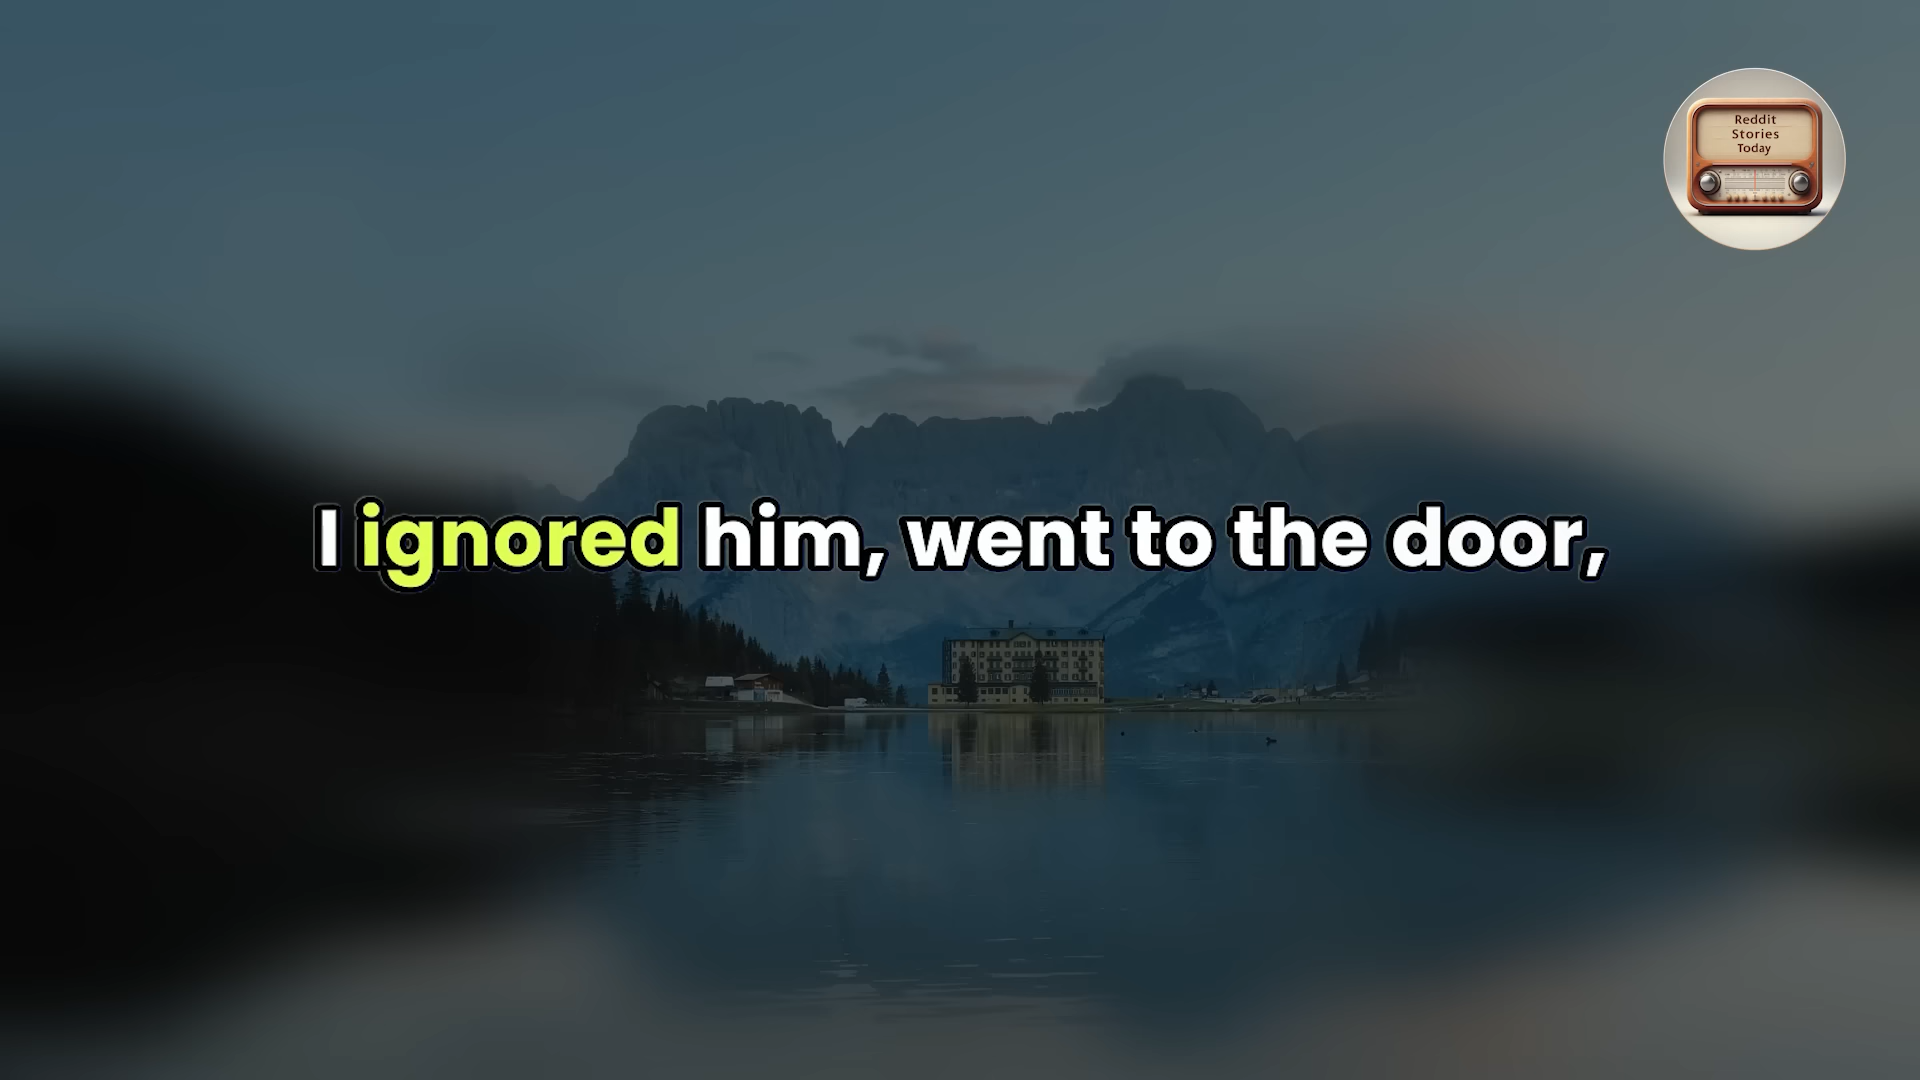 Reddit
Stories
Today
I ignored him, went to the door,